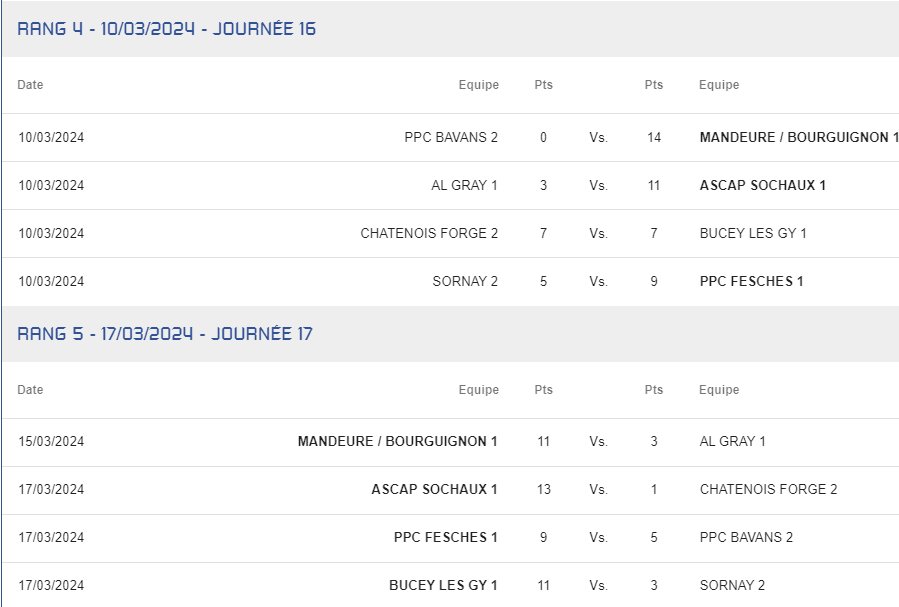 RANG 4 - 10/03/2024 - JOURNÉE 16
Date Equipe Pts Pts Equipe
10/03/2024 PPC BAVANS 2 0 Vs. 14 MANDEURE / BOURGUIGNON 1
10/03/2024 AL GRAY 1 3 Vs. 11 ASCAP SOCHAUX 1
10/03/2024 CHATENOIS FORGE 2 7 Vs. 7 BUCEY LES GY 1
10/03/2024 SORNAY 2 5 Vs. 9 PPC FESCHES 1
RANG 5 - 17/03/2024 - JOURNÉE 17
Date Equipe Pts Pts Equipe
15/03/2024 MANDEURE / BOURGUIGNON 1 11 Vs. 3 AL GRAY 1
17/03/2024 ASCAP SOCHAUX 1 13 Vs. 1 CHATENOIS FORGE 2
17/03/2024 PPC FESCHES 1 9 Vs. 5 PPC BAVANS 2
17/03/2024 BUCEY LES GY 1 11 Vs. 3 SORNAY 2